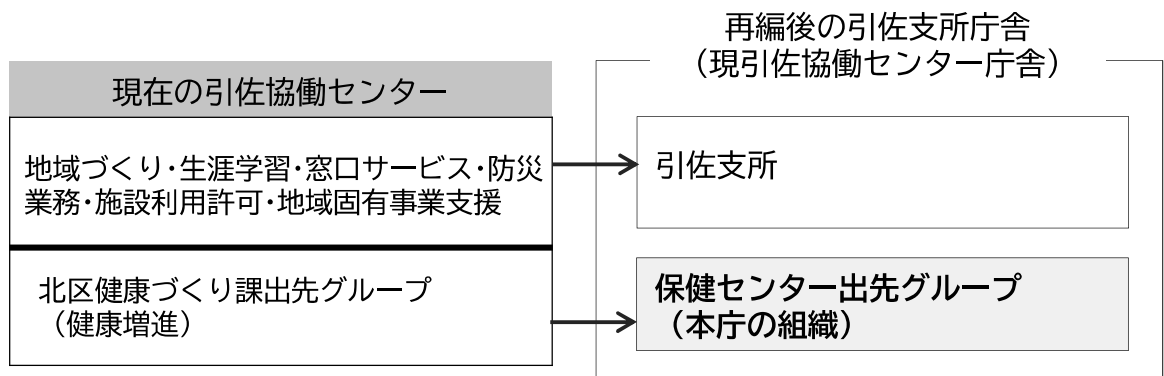 現在の引佐協働センター
地域づくり・生涯学習・窓口サービス・防災
業務・施設利用許可・地域固有事業支援
北区健康づくり課出先グループ
（健康増進）
再編後の引佐支所庁舎
（現引佐協働センター庁舎）
引佐支所
保健センター出先グループ
（本庁の組織）